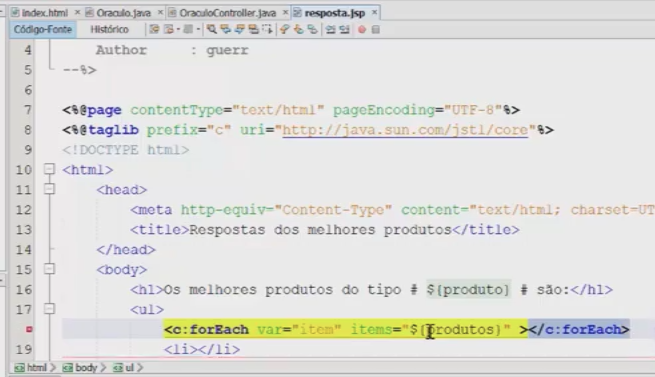 index.html Oraculo.java OraculoController.java resposta.jsp
Código-Fonte Histórico
4 Author : guerr
5 --%>
6
7 <%@page contentType="text/html" pageEncoding="UTF-8"%>
8 <%@taglib prefix="c" uri="http://java.sun.com/jstl/core"%>
9 <!DOCTYPE html>
10 <html>
11 <head>
12 <meta http-equiv="Content-Type" content="text/html; charset=UT
13 <title>Respostas dos melhores produtos</title>
14 </head>
15 <body>
16 <h1>Os melhores produtos do tipo # ${produto} # são:</h1>
17 <ul>
<c:forEach var="item" items="${produtos}" ></c:forEach>
19 <li></li>
html body ul